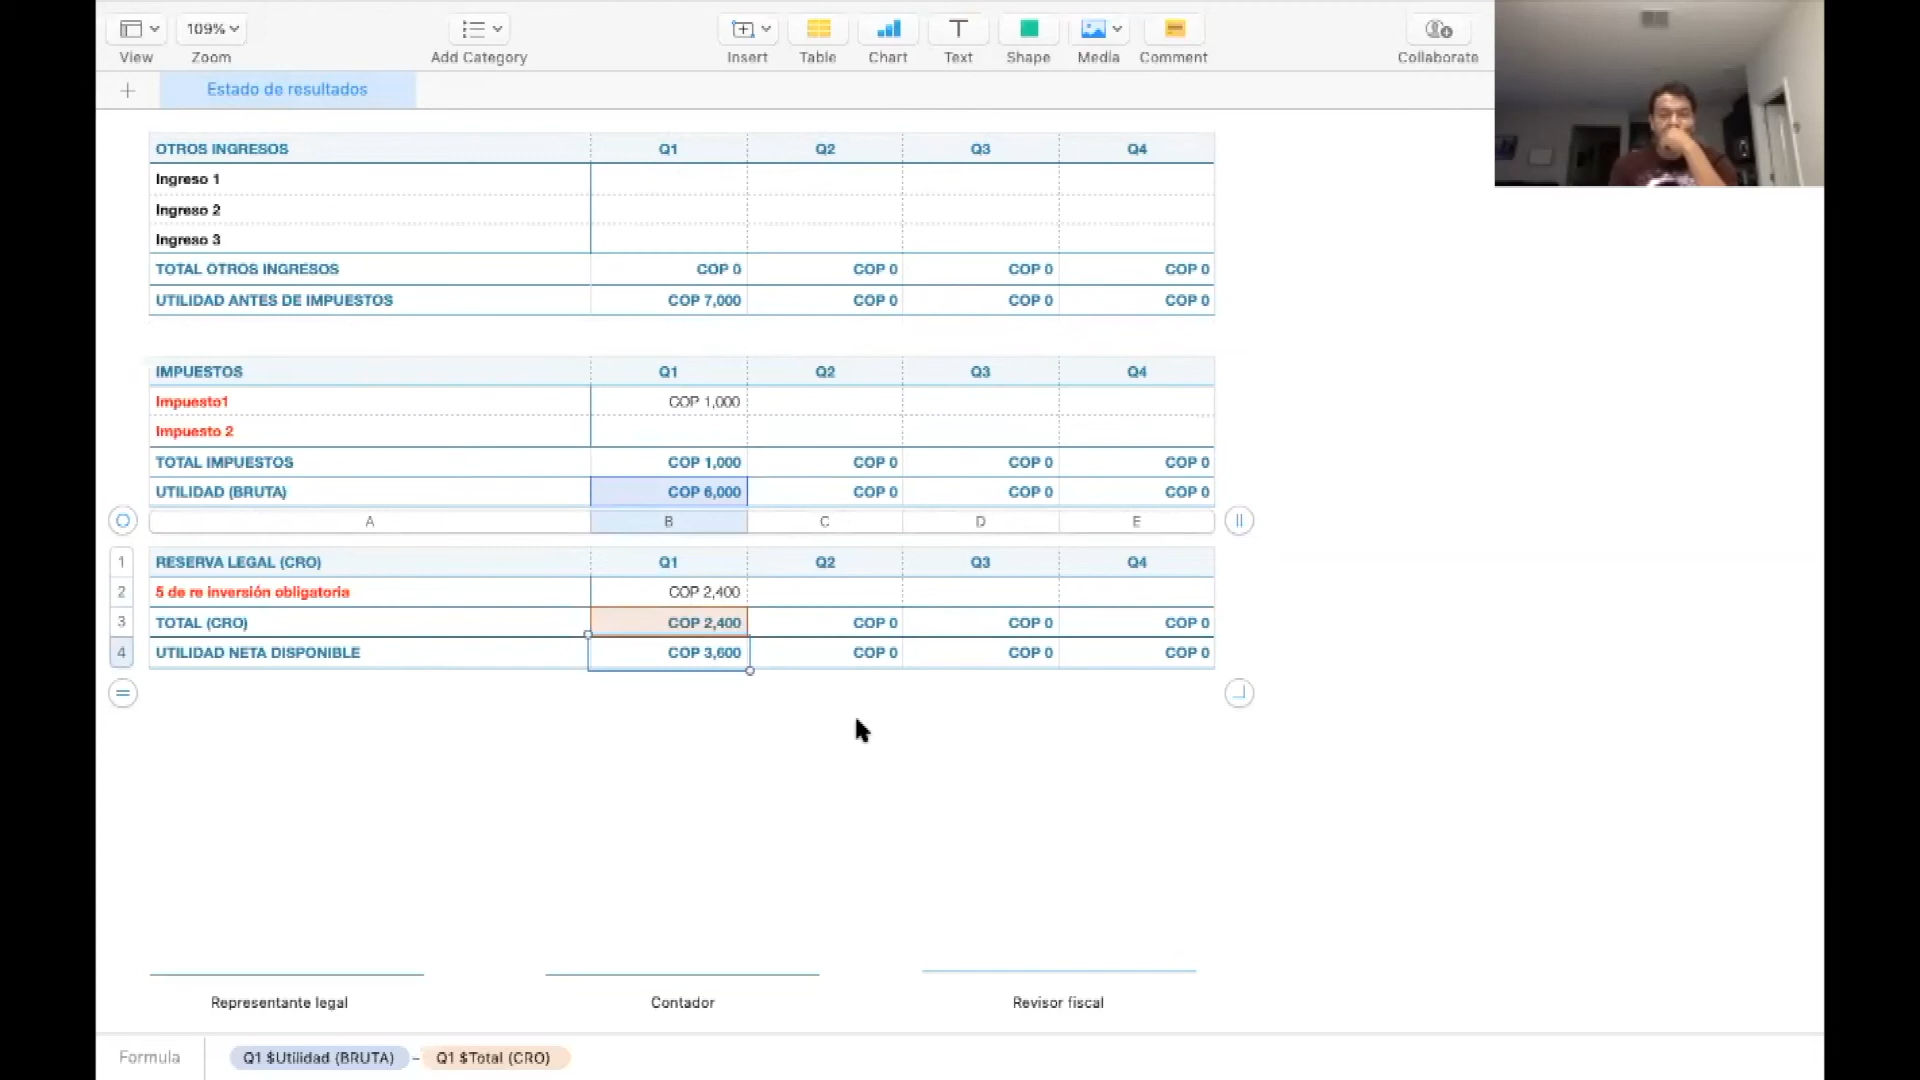 109%
View
Zoom
Add Category
Insert
Table
Chart
Text
Shape
Media
Comment
Collaborate
Estado de resultados
OTROS INGRESOS Q1 Q2 Q3 Q4
Ingreso 1
Ingreso 2
Ingreso 3
TOTAL OTROS INGRESOS COP 0 COP 0 COP 0 COP 0
UTILIDAD ANTES DE IMPUESTOS COP 7,000 COP 0 COP 0 COP 0
IMPUESTOS Q1 Q2 Q3 Q4
Impuesto1 COP 1,000
Impuesto 2
TOTAL IMPUESTOS COP 1,000 COP 0 COP 0 COP 0
UTILIDAD (BRUTA) COP 6,000 COP 0 COP 0 COP 0
A B C D E
1 RESERVA LEGAL (CRO) Q1 Q2 Q3 Q4
2 5 de re inversión obligatoria COP 2,400
3 TOTAL (CRO) COP 2,400 COP 0 COP 0 COP 0
4 UTILIDAD NETA DISPONIBLE COP 3,600 COP 0 COP 0 COP 0
Representante legal Contador Revisor fiscal
Formula Q1 $Utilidad (BRUTA) - Q1 $Total (CRO)